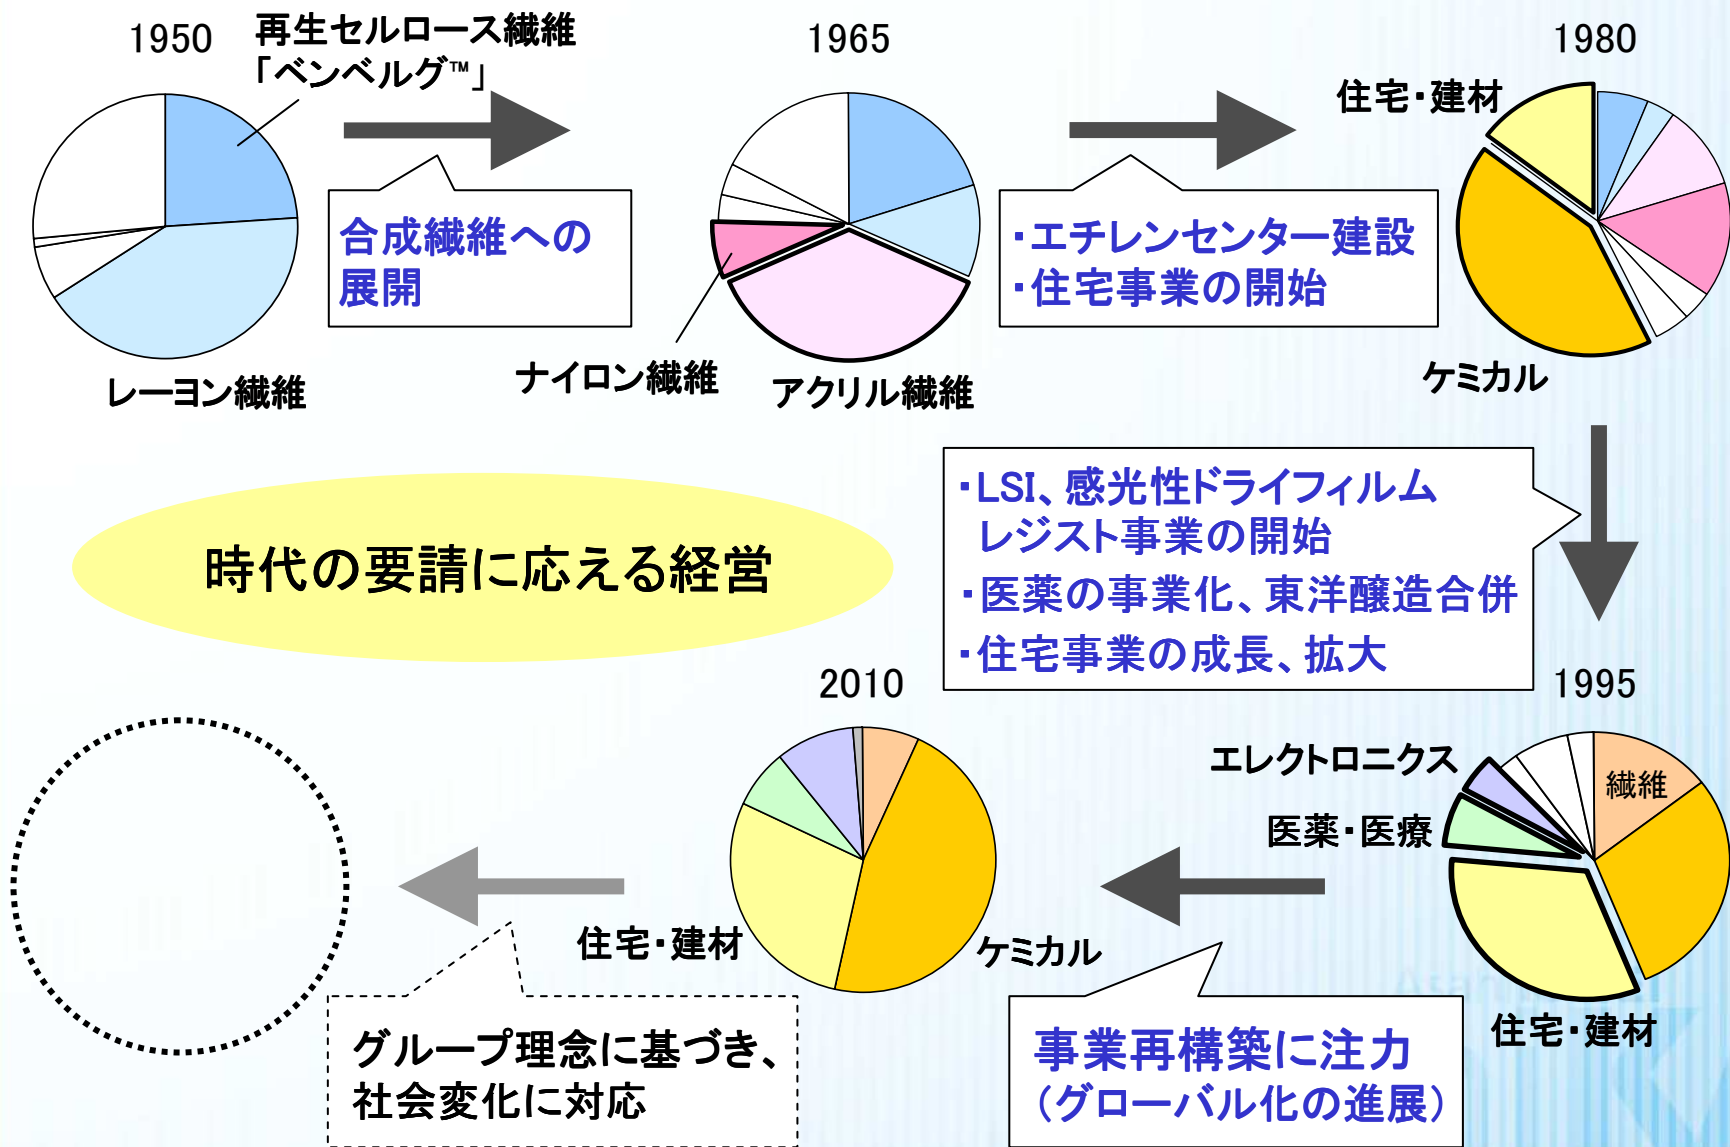 1950
再生セルロース繊維
「ベンベルグ™」
1965
1980
住宅・建材
合成繊維への
展開
・エチレンセンター建設
・住宅事業の開始
レーヨン繊維
ナイロン繊維
アクリル繊維
ケミカル
時代の要請に応える経営
・LSI、感光性ドライフィルム
レジスト事業の開始
・医薬の事業化、東洋醸造合併
・住宅事業の成長、拡大
2010
1995
エレクトロニクス
繊維
医薬・医療
住宅・建材
ケミカル
住宅・建材
グループ理念に基づき、
社会変化に対応
事業再構築に注力
（グローバル化の進展）